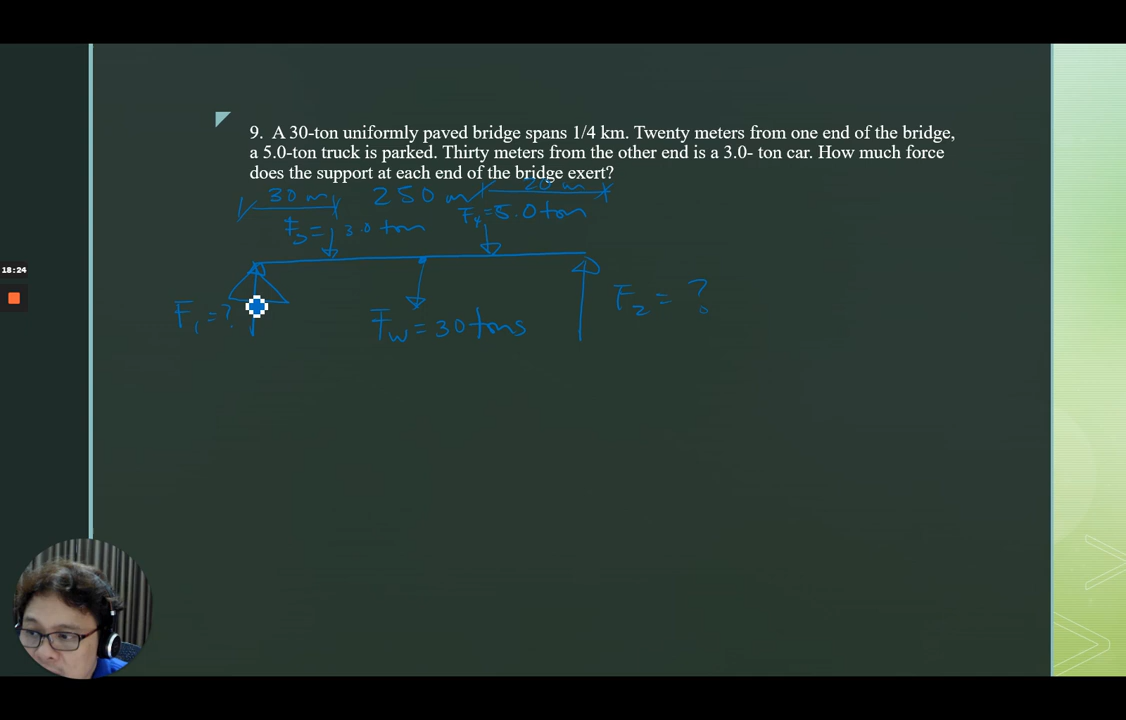 9. A 30-ton uniformly paved bridge spans 1/4 km. Twenty meters from one end of the bridge,
a 5.0-ton truck is parked. Thirty meters from the other end is a 3.0- ton car. How much force
does the support at each end of the bridge exert?
30 m 250 m 20 m
F3 = 3.0 ton F4 = 5.0 ton
18:24
F1 = ? Fw = 30 tons F2 = ?